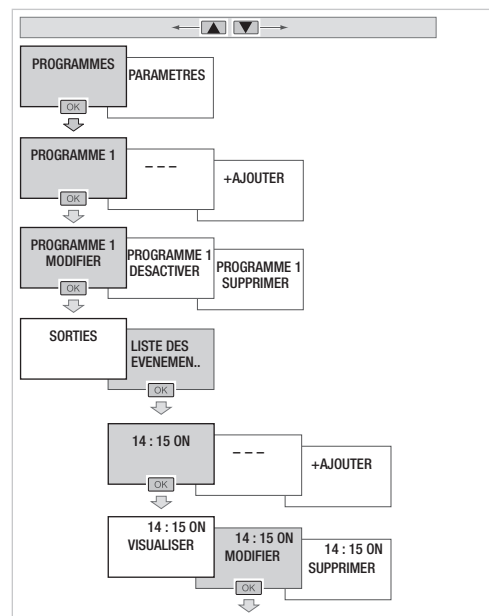 PROGRAMMES
PARAMETRES
OK
PROGRAMME 1
– – –
+AJOUTER
OK
PROGRAMME 1
MODIFIER
PROGRAMME 1
DESACTIVER
PROGRAMME 1
SUPPRIMER
OK
SORTIES
LISTE DES
EVENEMEN..
OK
14 : 15 ON
– – –
+AJOUTER
OK
14 : 15 ON
VISUALISER
14 : 15 ON
MODIFIER
14 : 15 ON
SUPPRIMER
OK